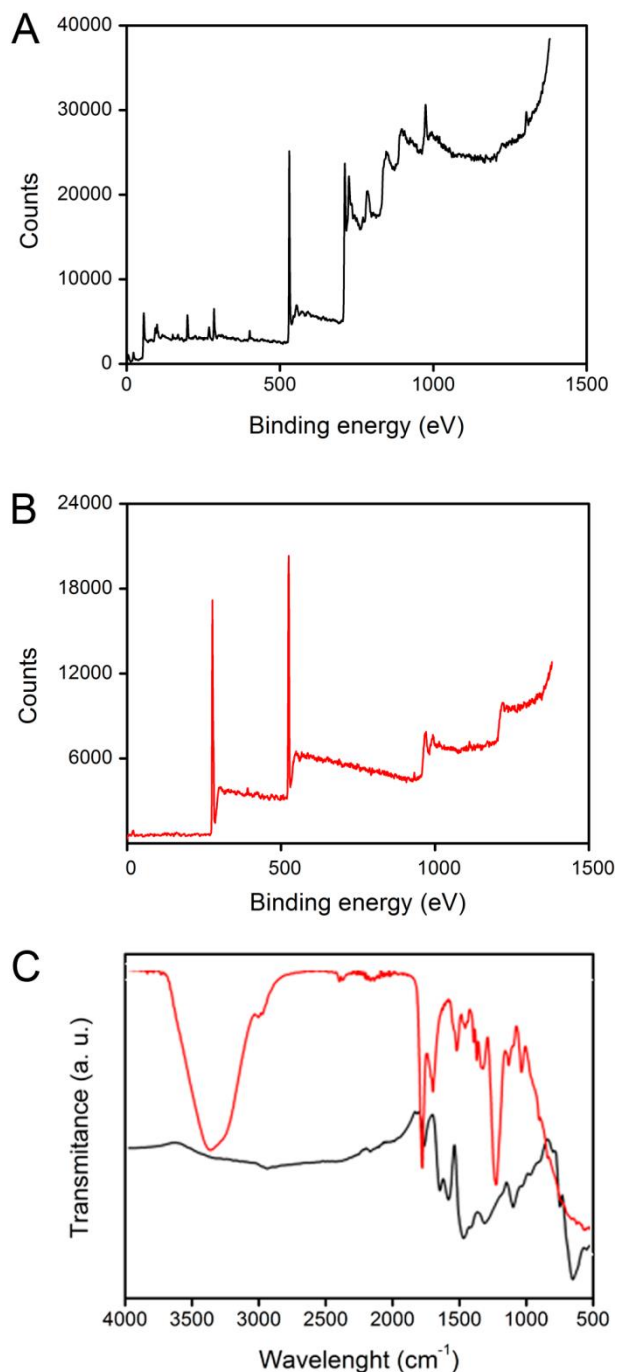 A
40000
30000
20000
10000
0
Counts
0 500 1000 1500
Binding energy (eV)
B
24000
18000
12000
6000
Counts
0 500 1000 1500
Binding energy (eV)
C
Transmitance (a. u.)
4000 3500 3000 2500 2000 1500 1000 500
Wavelenght (cm⁻¹)